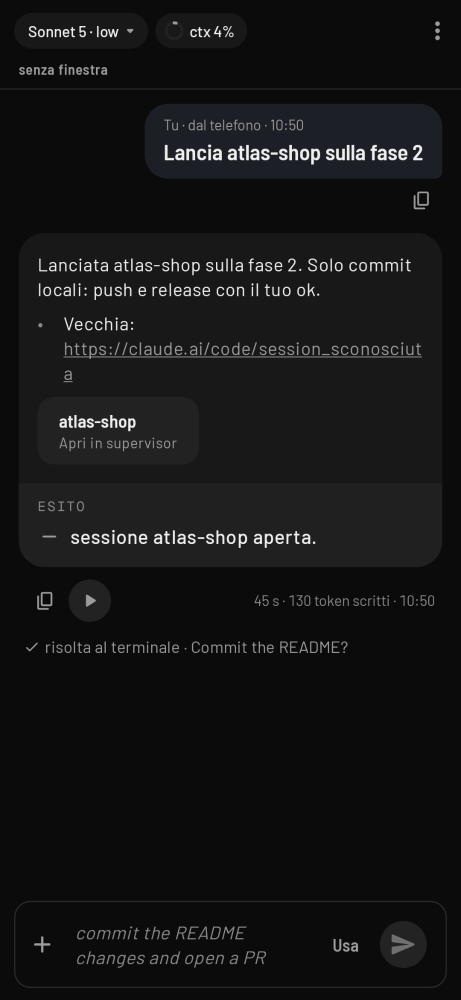 Sonnet 5 · low
ctx 4%
senza finestra
Tu · dal telefono · 10:50
Lancia atlas-shop sulla fase 2
Lanciata atlas-shop sulla fase 2. Solo commit
locali: push e release con il tuo ok.
• Vecchia:
https://claude.ai/code/session_sconosciut
a
atlas-shop
Apri in supervisor
ESITO
— sessione atlas-shop aperta.
45 s · 130 token scritti · 10:50
✓ risolta al terminale · Commit the README?
commit the README
changes and open a PR
Usa